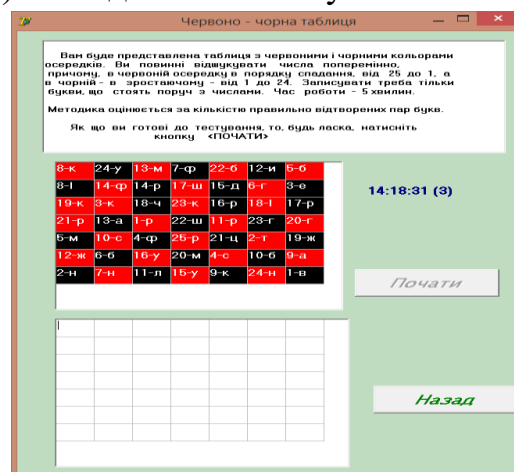 Червоно - чорна таблиця
Вам буде представлена таблиця з червоними і чорними кольорами
осередків. Ви повинні відшукувати числа поперемінно,
причому, в червоній осередку в порядку спадання, від 25 до 1, а
в чорній - в зростаючому - від 1 до 24. Записувати треба тільки
букви, що стоять поруч з числами. Час роботи - 5 хвилин.
Методика оцінюється за кількістю правильно відтворених пар букв.
Як що ви готові до тестування, то, будь ласка, натисніть
кнопку <ПОЧАТИ>
8-к 24-у 13-м 7-ф 22-б 12-и 5-б
8-І 14-ф 14-р 17-ш 15-д 6-г 3-е
19-к 3-к 18-ч 23-к 16-р 18-І 17-р
21-р 13-а 1-р 22-ш 11-р 23-г 20-г
5-м 10-с 4-ф 25-р 21-ц 2-т 19-ж
12-ж 6-б 16-у 20-м 4-с 10-б 9-а
2-н 7-н 11-л 15-у 9-к 24-н 1-в
14:18:31 (3)
Почати
Назад